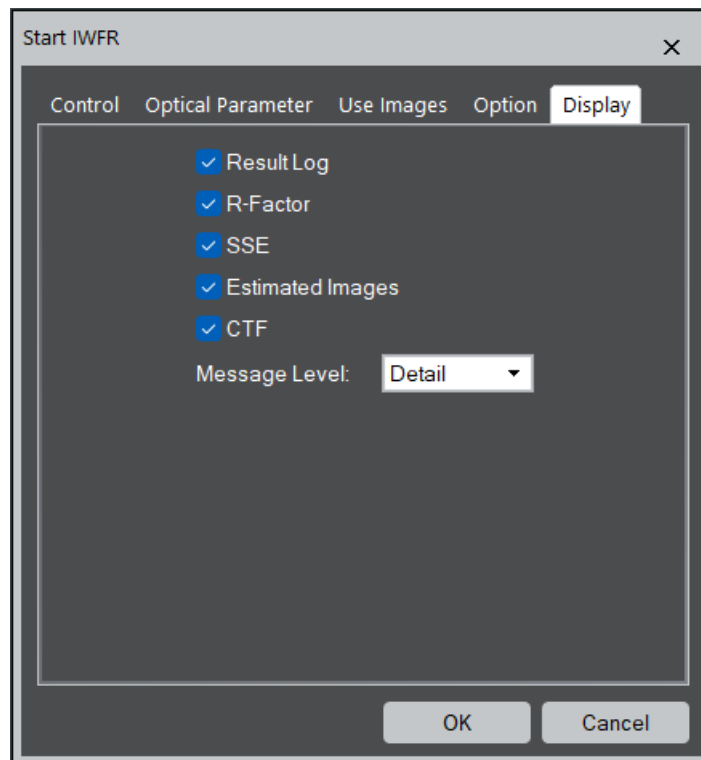 Start IWFR
Control Optical Parameter Use Images Option Display
Result Log
R-Factor
SSE
Estimated Images
CTF
Message Level: Detail
OK Cancel